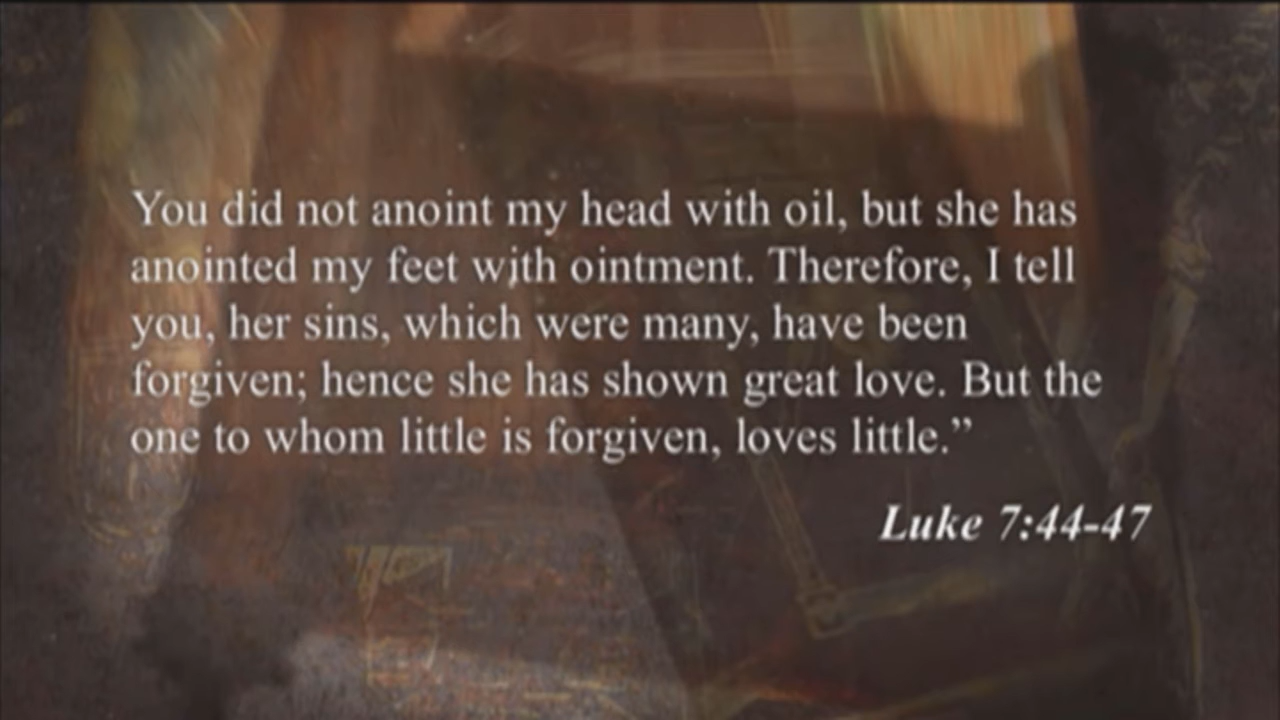 You did not anoint my head with oil, but she has
anointed my feet with ointment. Therefore, I tell
you, her sins, which were many, have been
forgiven; hence she has shown great love. But the
one to whom little is forgiven, loves little.”
Luke 7:44-47